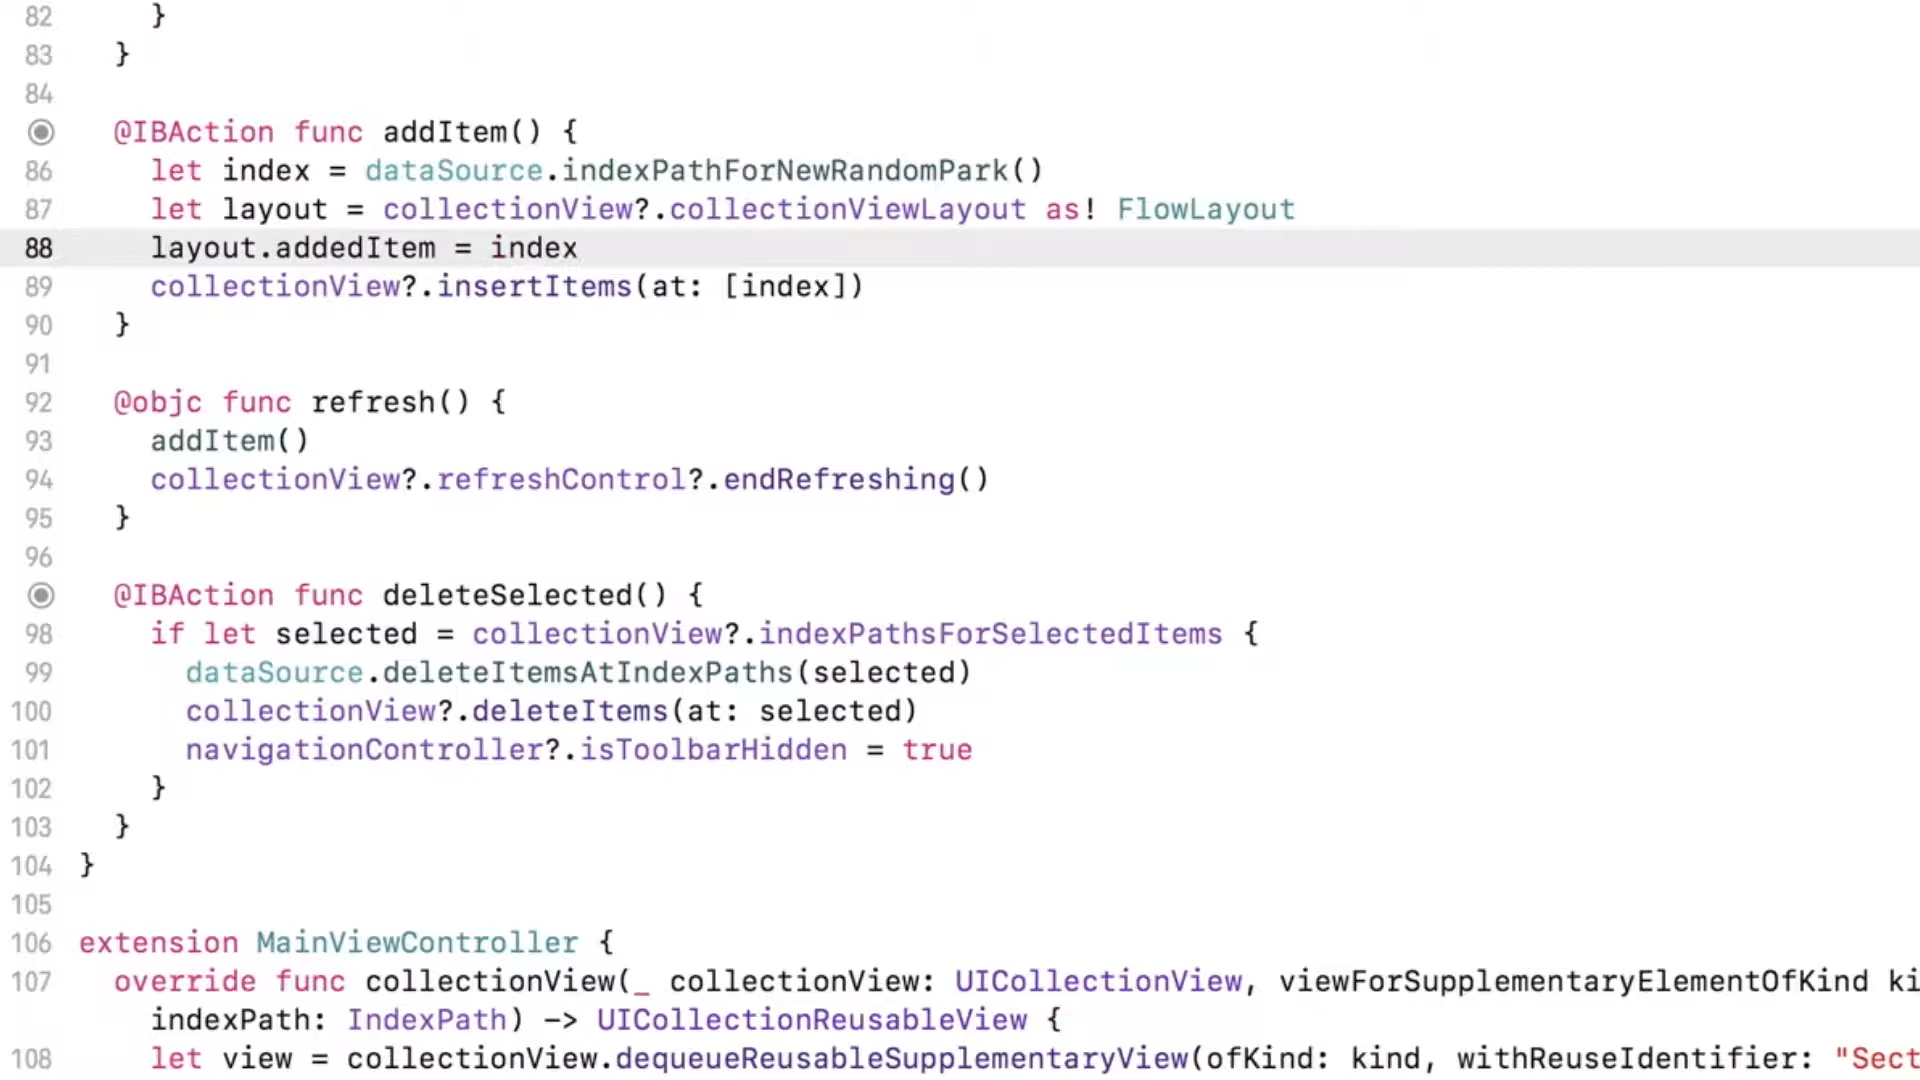 82 }
83 }
84
@IBAction func addItem() {
86 let index = dataSource.indexPathForNewRandomPark()
87 let layout = collectionView?.collectionViewLayout as! FlowLayout
88 layout.addedItem = index
89 collectionView?.insertItems(at: [index])
90 }
91
92 @objc func refresh() {
93 addItem()
94 collectionView?.refreshControl?.endRefreshing()
95 }
96
@IBAction func deleteSelected() {
98 if let selected = collectionView?.indexPathsForSelectedItems {
99 dataSource.deleteItemsAtIndexPaths(selected)
100 collectionView?.deleteItems(at: selected)
101 navigationController?.isToolbarHidden = true
102 }
103 }
104 }
105
106 extension MainViewController {
107 override func collectionView(_ collectionView: UICollectionView, viewForSupplementaryElementOfKind ki
indexPath: IndexPath) -> UICollectionReusableView {
108 let view = collectionView.dequeueReusableSupplementaryView(ofKind: kind, withReuseIdentifier: "Sect